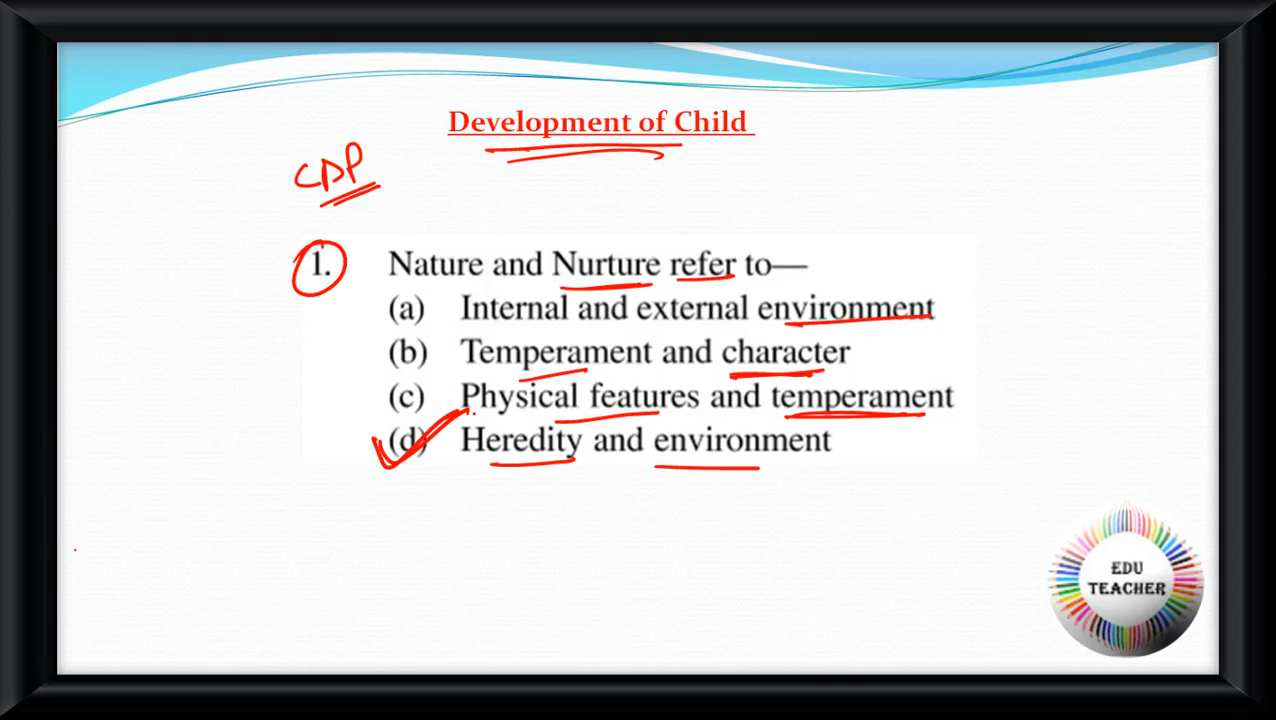 Development of Child
CDP
1. Nature and Nurture refer to—
(a) Internal and external environment
(b) Temperament and character
(c) Physical features and temperament
(d) Heredity and environment
EDU
TEACHER